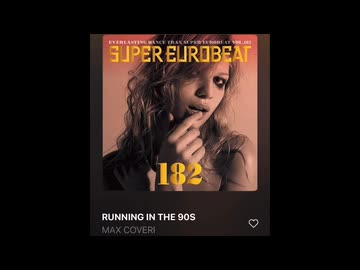 EVERLASTING DANCE TRAX SUPER EUROBEAT VOL.182
SUPER EUROBEAT
182
RUNNING IN THE 90S
MAX COVERI